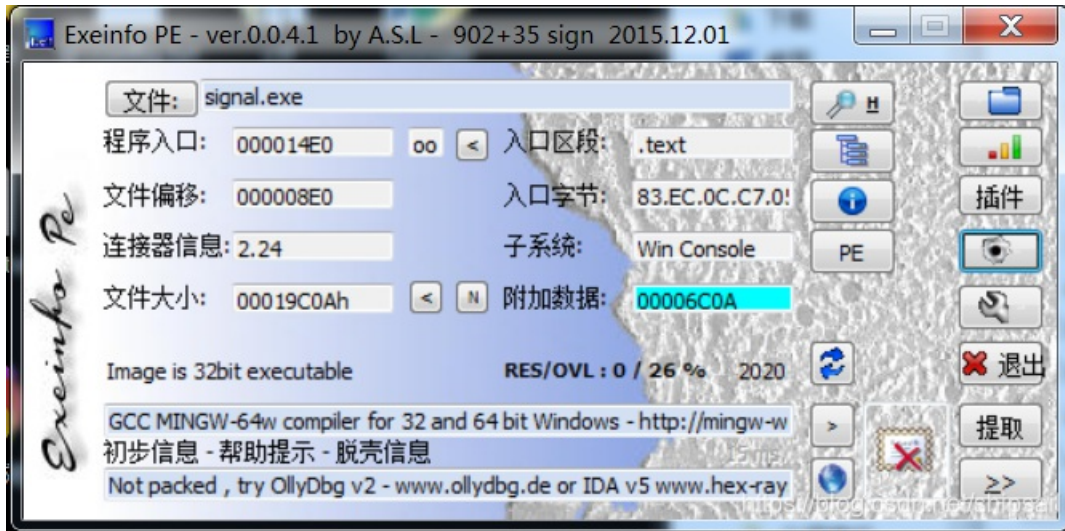 Exeinfo PE - ver.0.0.4.1 by A.S.L - 902+35 sign 2015.12.01
文件: signal.exe H
程序入口: 000014E0 oo < 入口区段: .text
文件偏移: 000008E0 入口字节: 83.EC.0C.C7.0 插件
连接器信息: 2.24 子系统: Win Console PE
文件大小: 00019C0Ah < N 附加数据: 00006C0A
Image is 32bit executable RES/OVL : 0 / 26 % 2020 退出
GCC MINGW-64w compiler for 32 and 64 bit Windows - http://mingw-w > 提取
初步信息 - 帮助提示 - 脱壳信息
Not packed , try OllyDbg v2 - www.ollydbg.de or IDA v5 www.hex-ray >>
Exeinfo Pe